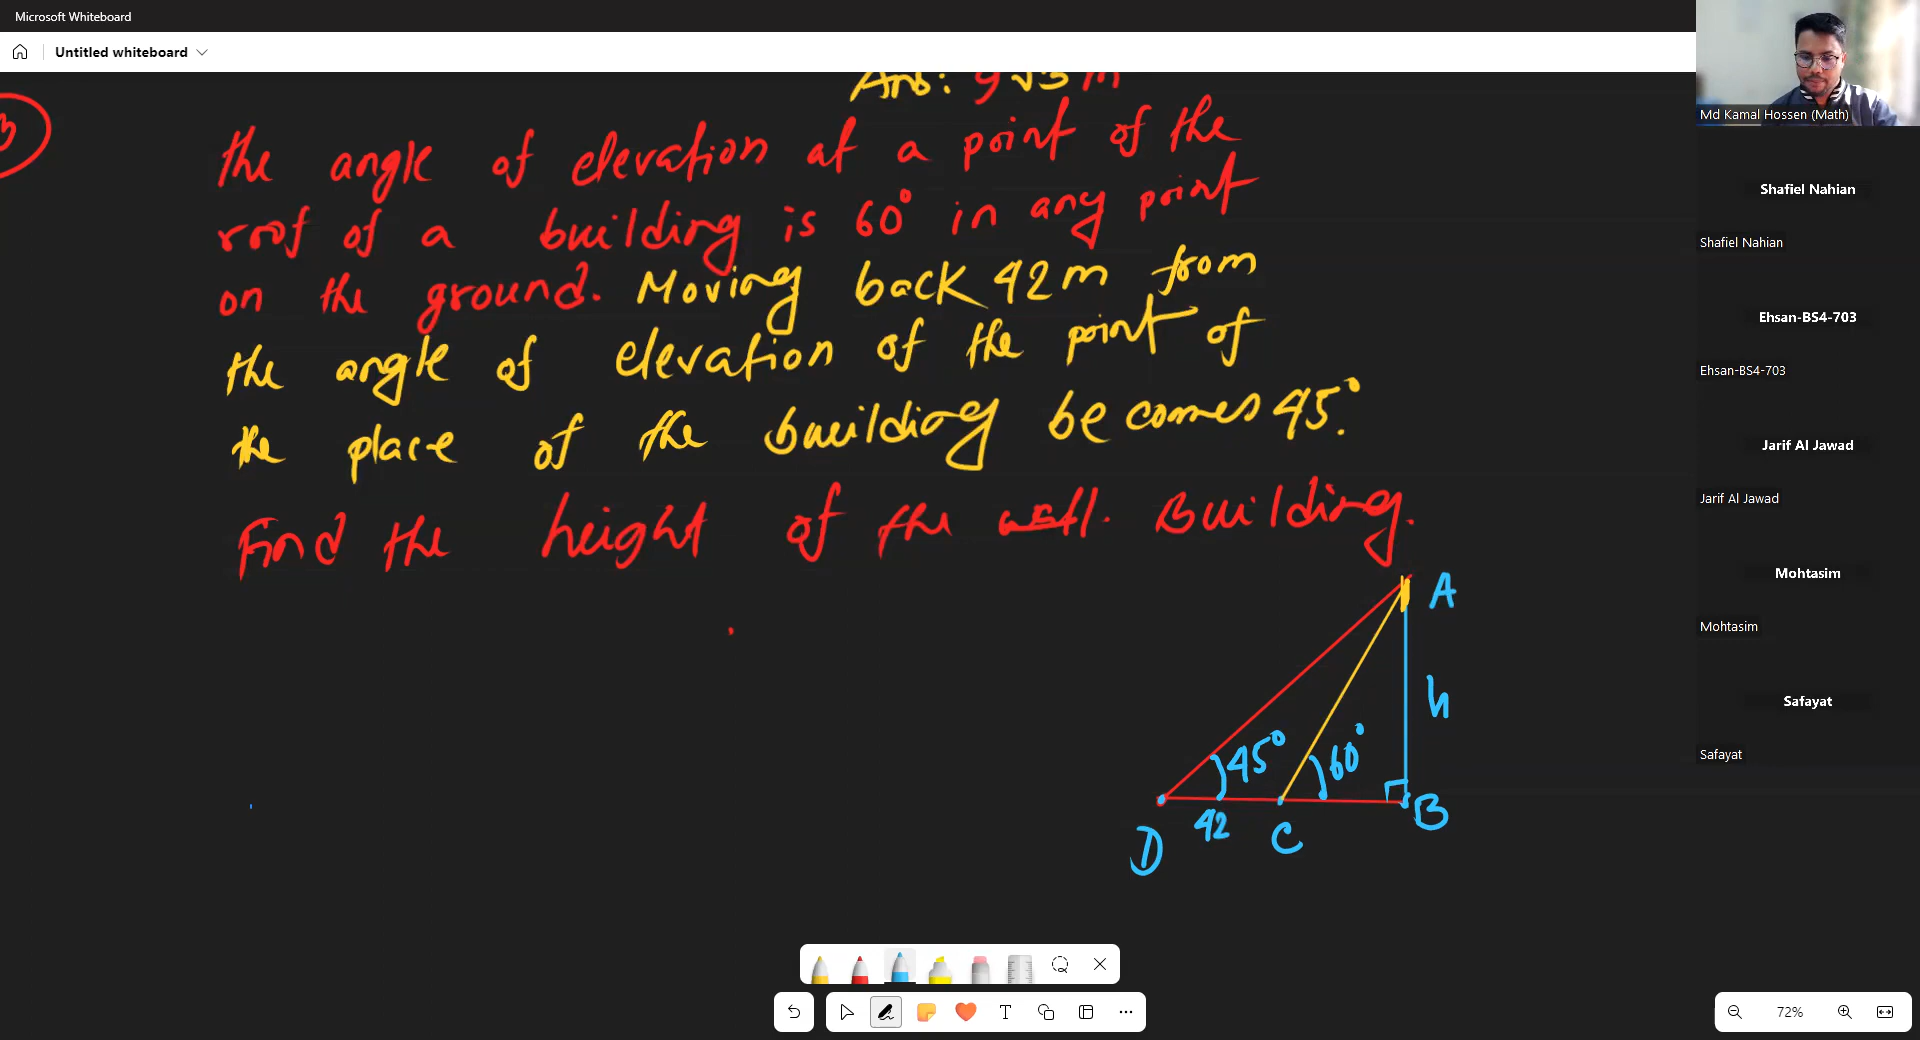 Microsoft Whiteboard
Untitled whiteboard
Ans: 9√3 m
the angle of elevation at a point of the
roof of a building is 60° in any point
on the ground. Moving back 42m from
the angle of elevation of the point of
the place of the building becomes 45°.
Find the height of the wall. Building.
A
h
45°
60°
B
D
42
C
Md Kamal Hossen (Math)
Shafiel Nahian
Shafiel Nahian
Ehsan-BS4-703
Ehsan-BS4-703
Jarif Al Jawad
Jarif Al Jawad
Mohtasim
Mohtasim
Safayat
Safayat
72%